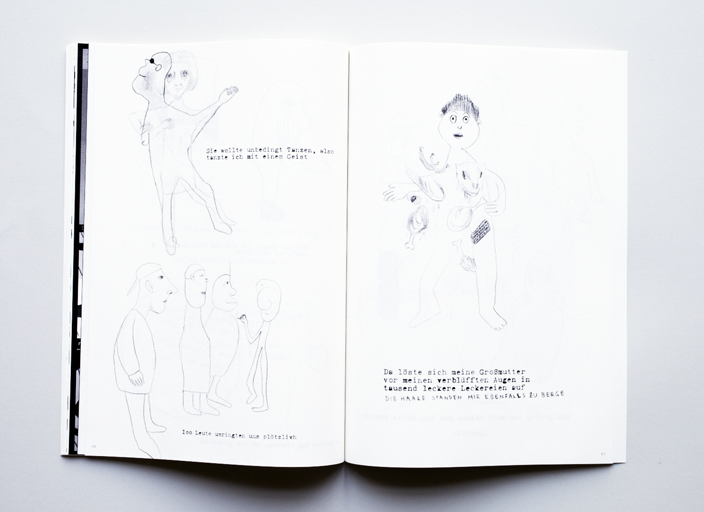 Sie wollte unbedingt Tanzen, also
tanzte ich mit einem Geist
200 Leute umringten uns plötzlich
Da löste sich meine Großmutter
vor meinen verblüfften Augen in
tausend leckere Leckereien auf
DIE HAARE STANDEN MIR EBENFALLS ZU BERGE